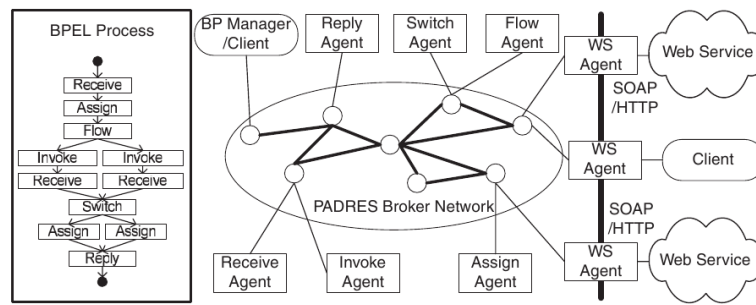 BPEL Process
Receive
Assign
Flow
Invoke
Invoke
Receive
Receive
Switch
Assign
Assign
Reply
BP Manager
/Client
Reply
Agent
Switch
Agent
Flow
Agent
WS
Agent
Web Service
SOAP
/HTTP
WS Agent
Client
PADRES Broker Network
SOAP
/HTTP
Receive
Agent
Invoke
Agent
Assign
Agent
WS
Agent
Web Service